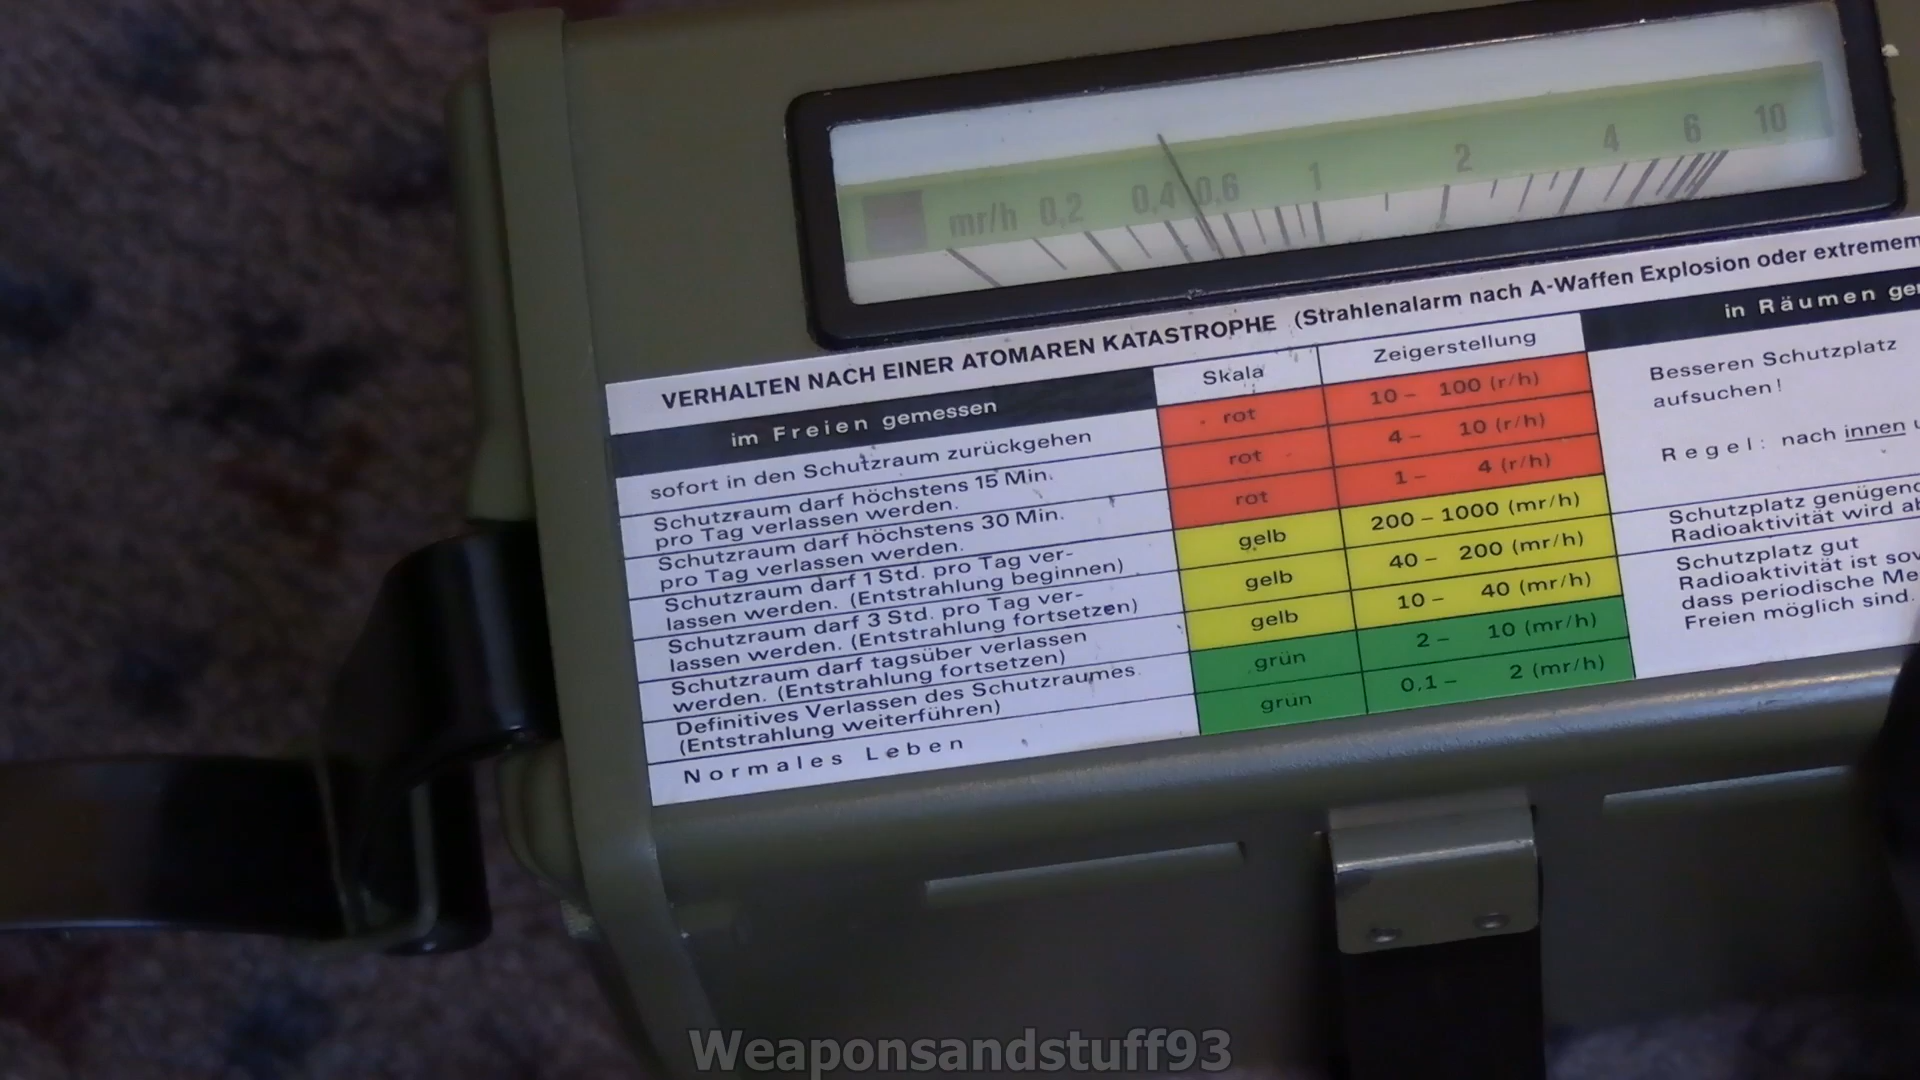 mr/h 0,2 0,4 0,6 1 2 4 6 10
VERHALTEN NACH EINER ATOMAREN KATASTROPHE (Strahlenalarm nach A-Waffen Explosion oder extremem
im Freien gemessen
Skala
Zeigerstellung
in Räumen
sofort in den Schutzraum zurückgehen
rot
10 – 100 (r/h)
Schutzraum darf höchstens 15 Min.
pro Tag verlassen werden.
rot
4 – 10 (r/h)
Schutzraum darf höchstens 30 Min.
pro Tag verlassen werden.
rot
1 – 4 (r/h)
Schutzraum darf 1 Std. pro Tag ver-
lassen werden. (Entstrahlung beginnen)
gelb
200 – 1000 (mr/h)
Schutzraum darf 3 Std. pro Tag ver-
lassen werden. (Entstrahlung fortsetzen)
gelb
40 – 200 (mr/h)
Schutzraum darf tagsüber verlassen
werden. (Entstrahlung fortsetzen)
gelb
10 – 40 (mr/h)
Definitives Verlassen des Schutzraumes.
(Entstrahlung weiterführen)
grün
2 – 10 (mr/h)
Normales Leben
grün
0,1 – 2 (mr/h)
Besseren Schutzplatz
aufsuchen!
Regel: nach innen
Schutzplatz
Radioaktivität wird
Schutzplatz gut
Radioaktivität ist
dass periodische
Freien möglich sind.
Weaponsandstuff93